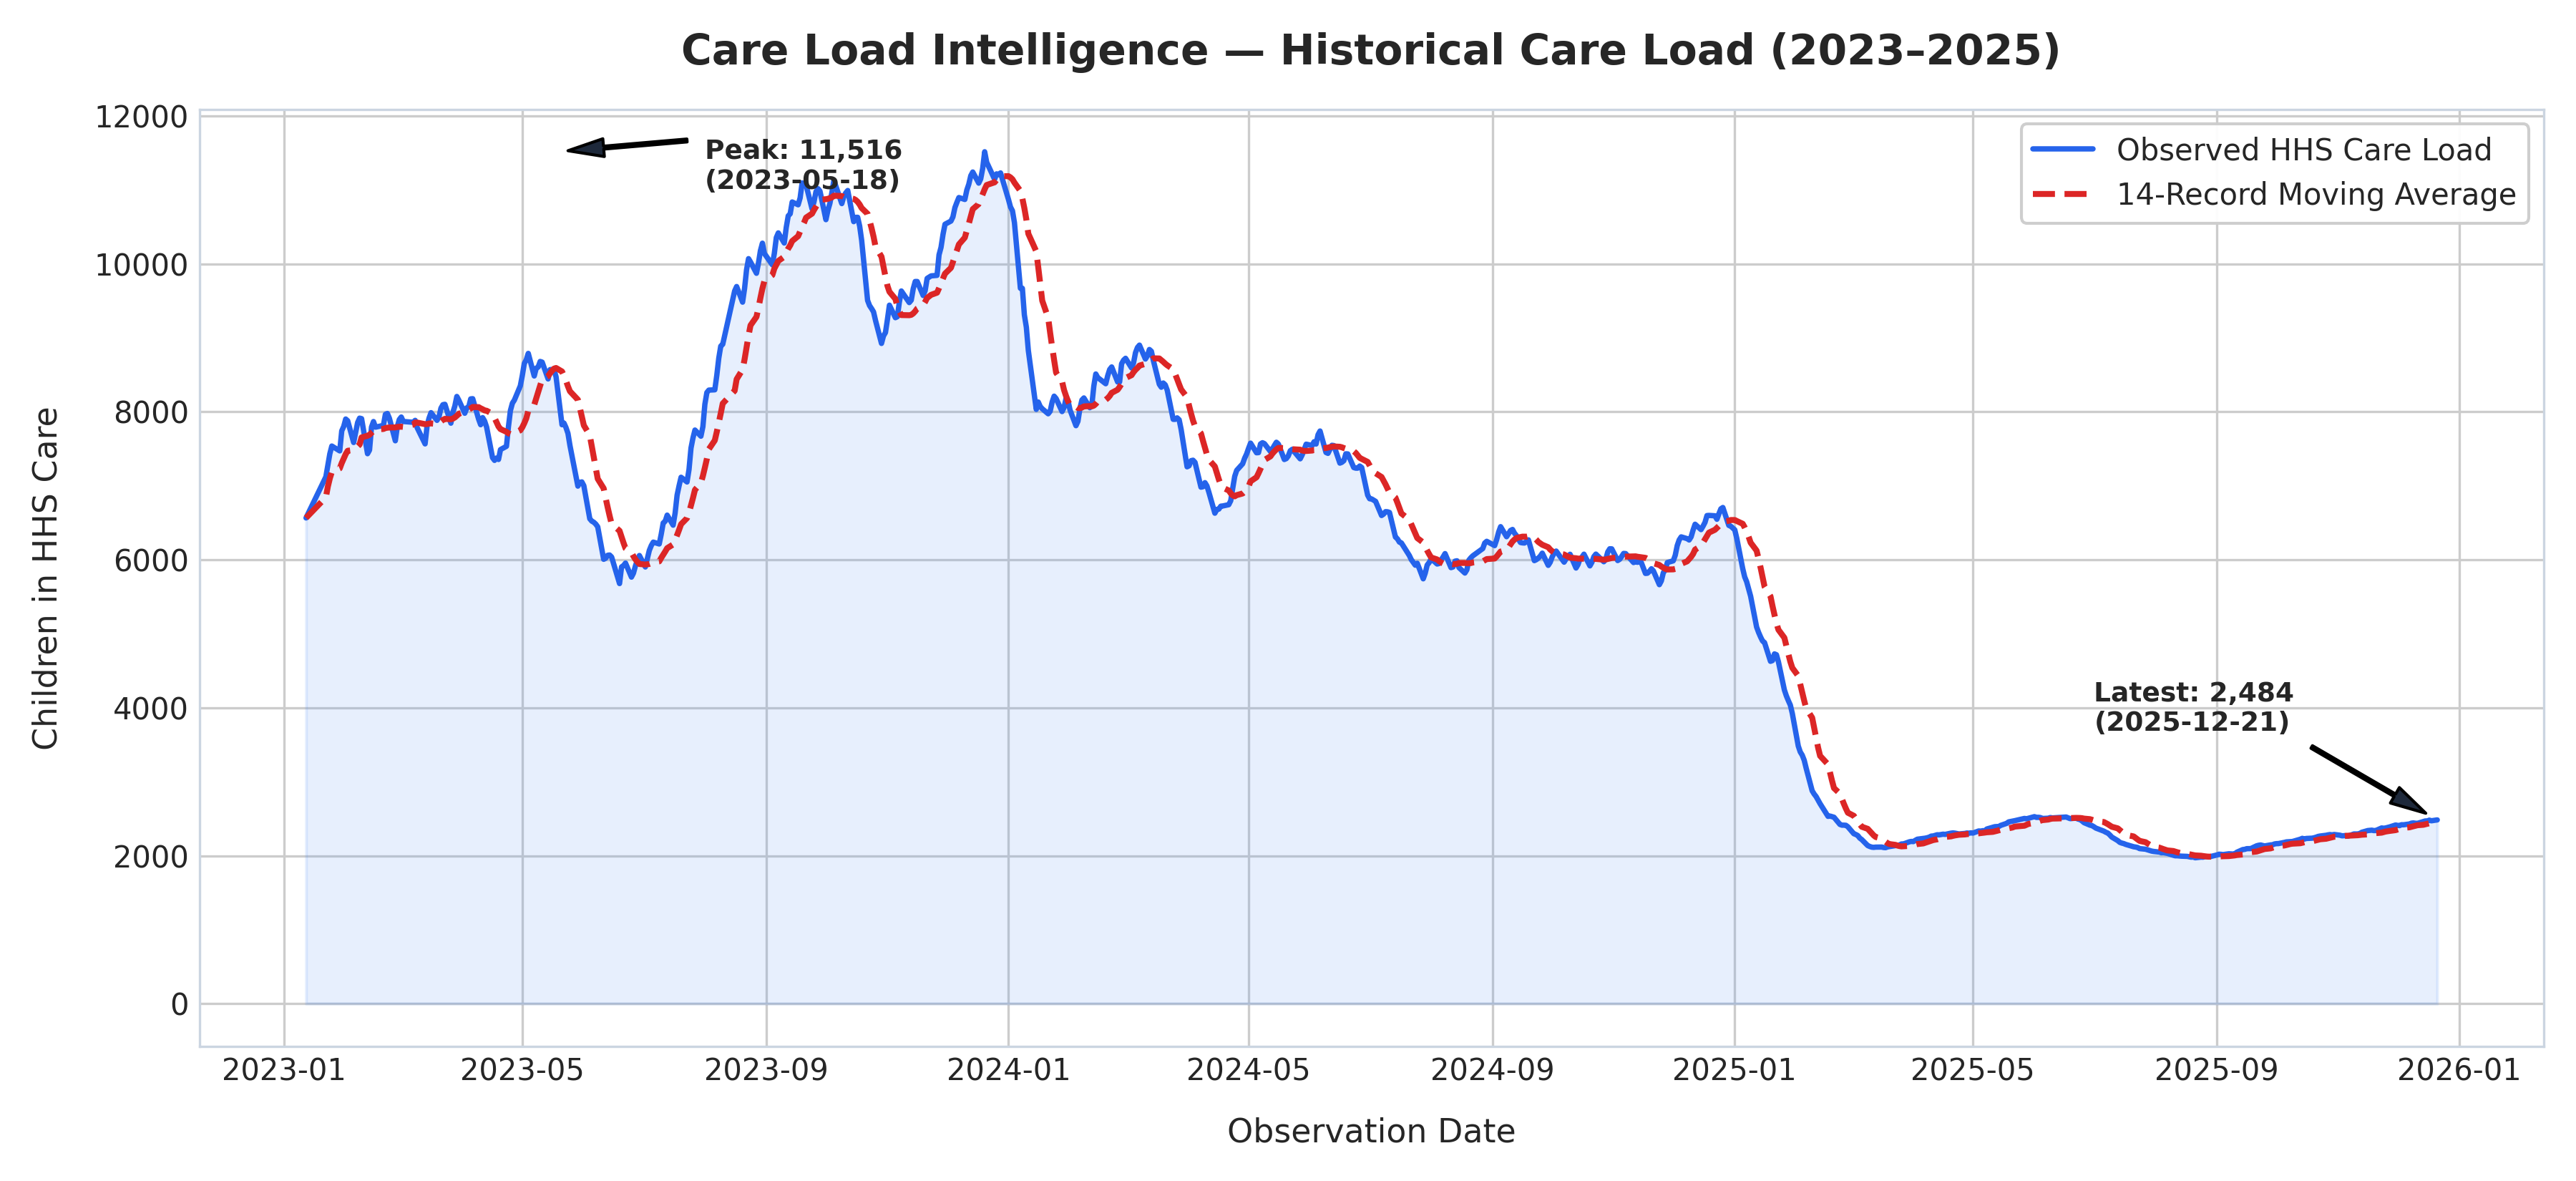 Care Load Intelligence — Historical Care Load (2023–2025)
12000
10000
8000
6000
4000
2000
0
Children in HHS Care
Peak: 11,516
(2023-05-18)
Observed HHS Care Load
14-Record Moving Average
Latest: 2,484
(2025-12-21)
2023-01
2023-05
2023-09
2024-01
2024-05
2024-09
2025-01
2025-05
2025-09
2026-01
Observation Date